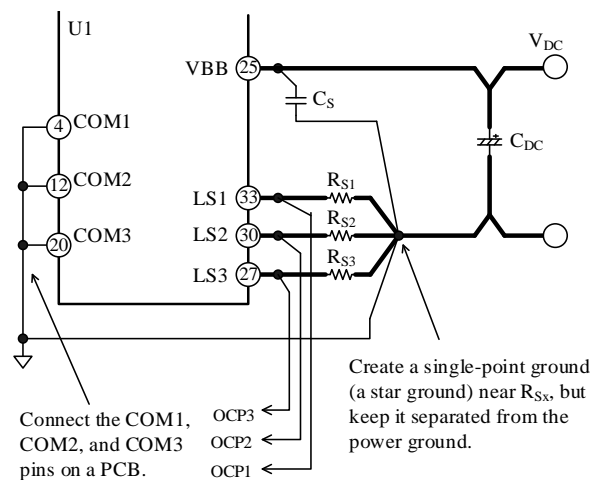 U1
VBB
25
V_DC
C_S
4
COM1
C_DC
12
COM2
R_S1
LS1
33
R_S2
LS2
30
20
COM3
R_S3
LS3
27
Create a single-point ground
(a star ground) near R_Sx, but
keep it separated from the
power ground.
Connect the COM1,
COM2, and COM3
pins on a PCB.
OCP3
OCP2
OCP1